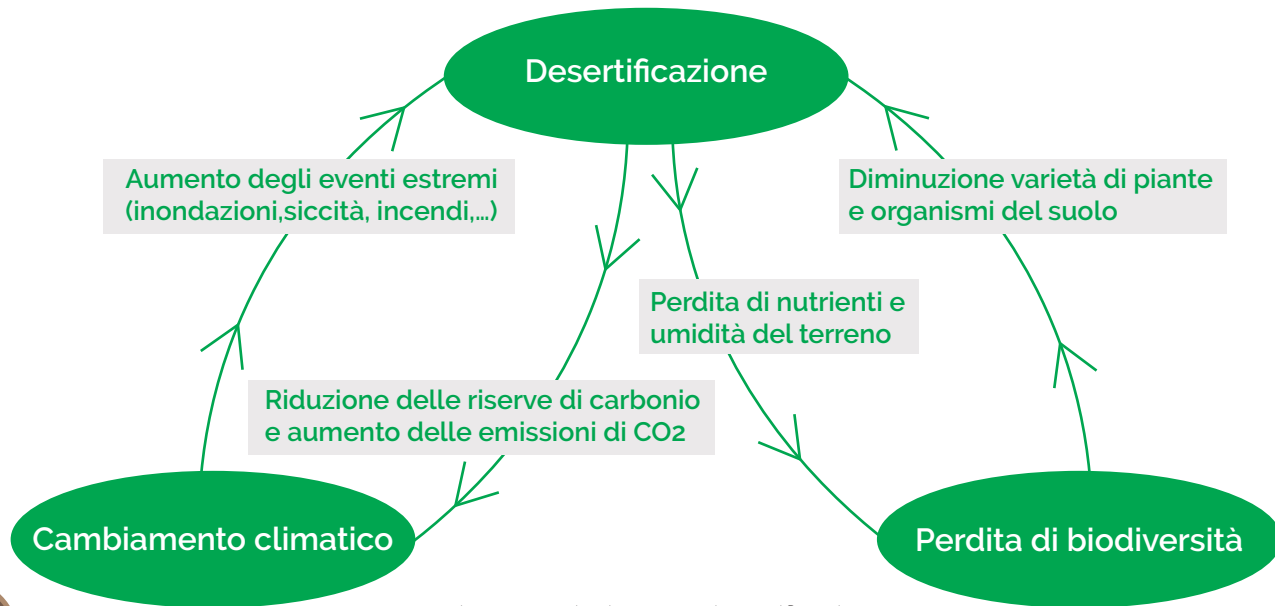 Desertificazione
Aumento degli eventi estremi
(inondazioni,siccità, incendi,...)
Diminuzione varietà di piante
e organismi del suolo
Perdita di nutrienti e
umidità del terreno
Riduzione delle riserve di carbonio
e aumento delle emissioni di CO2
Cambiamento climatico
Perdita di biodiversità